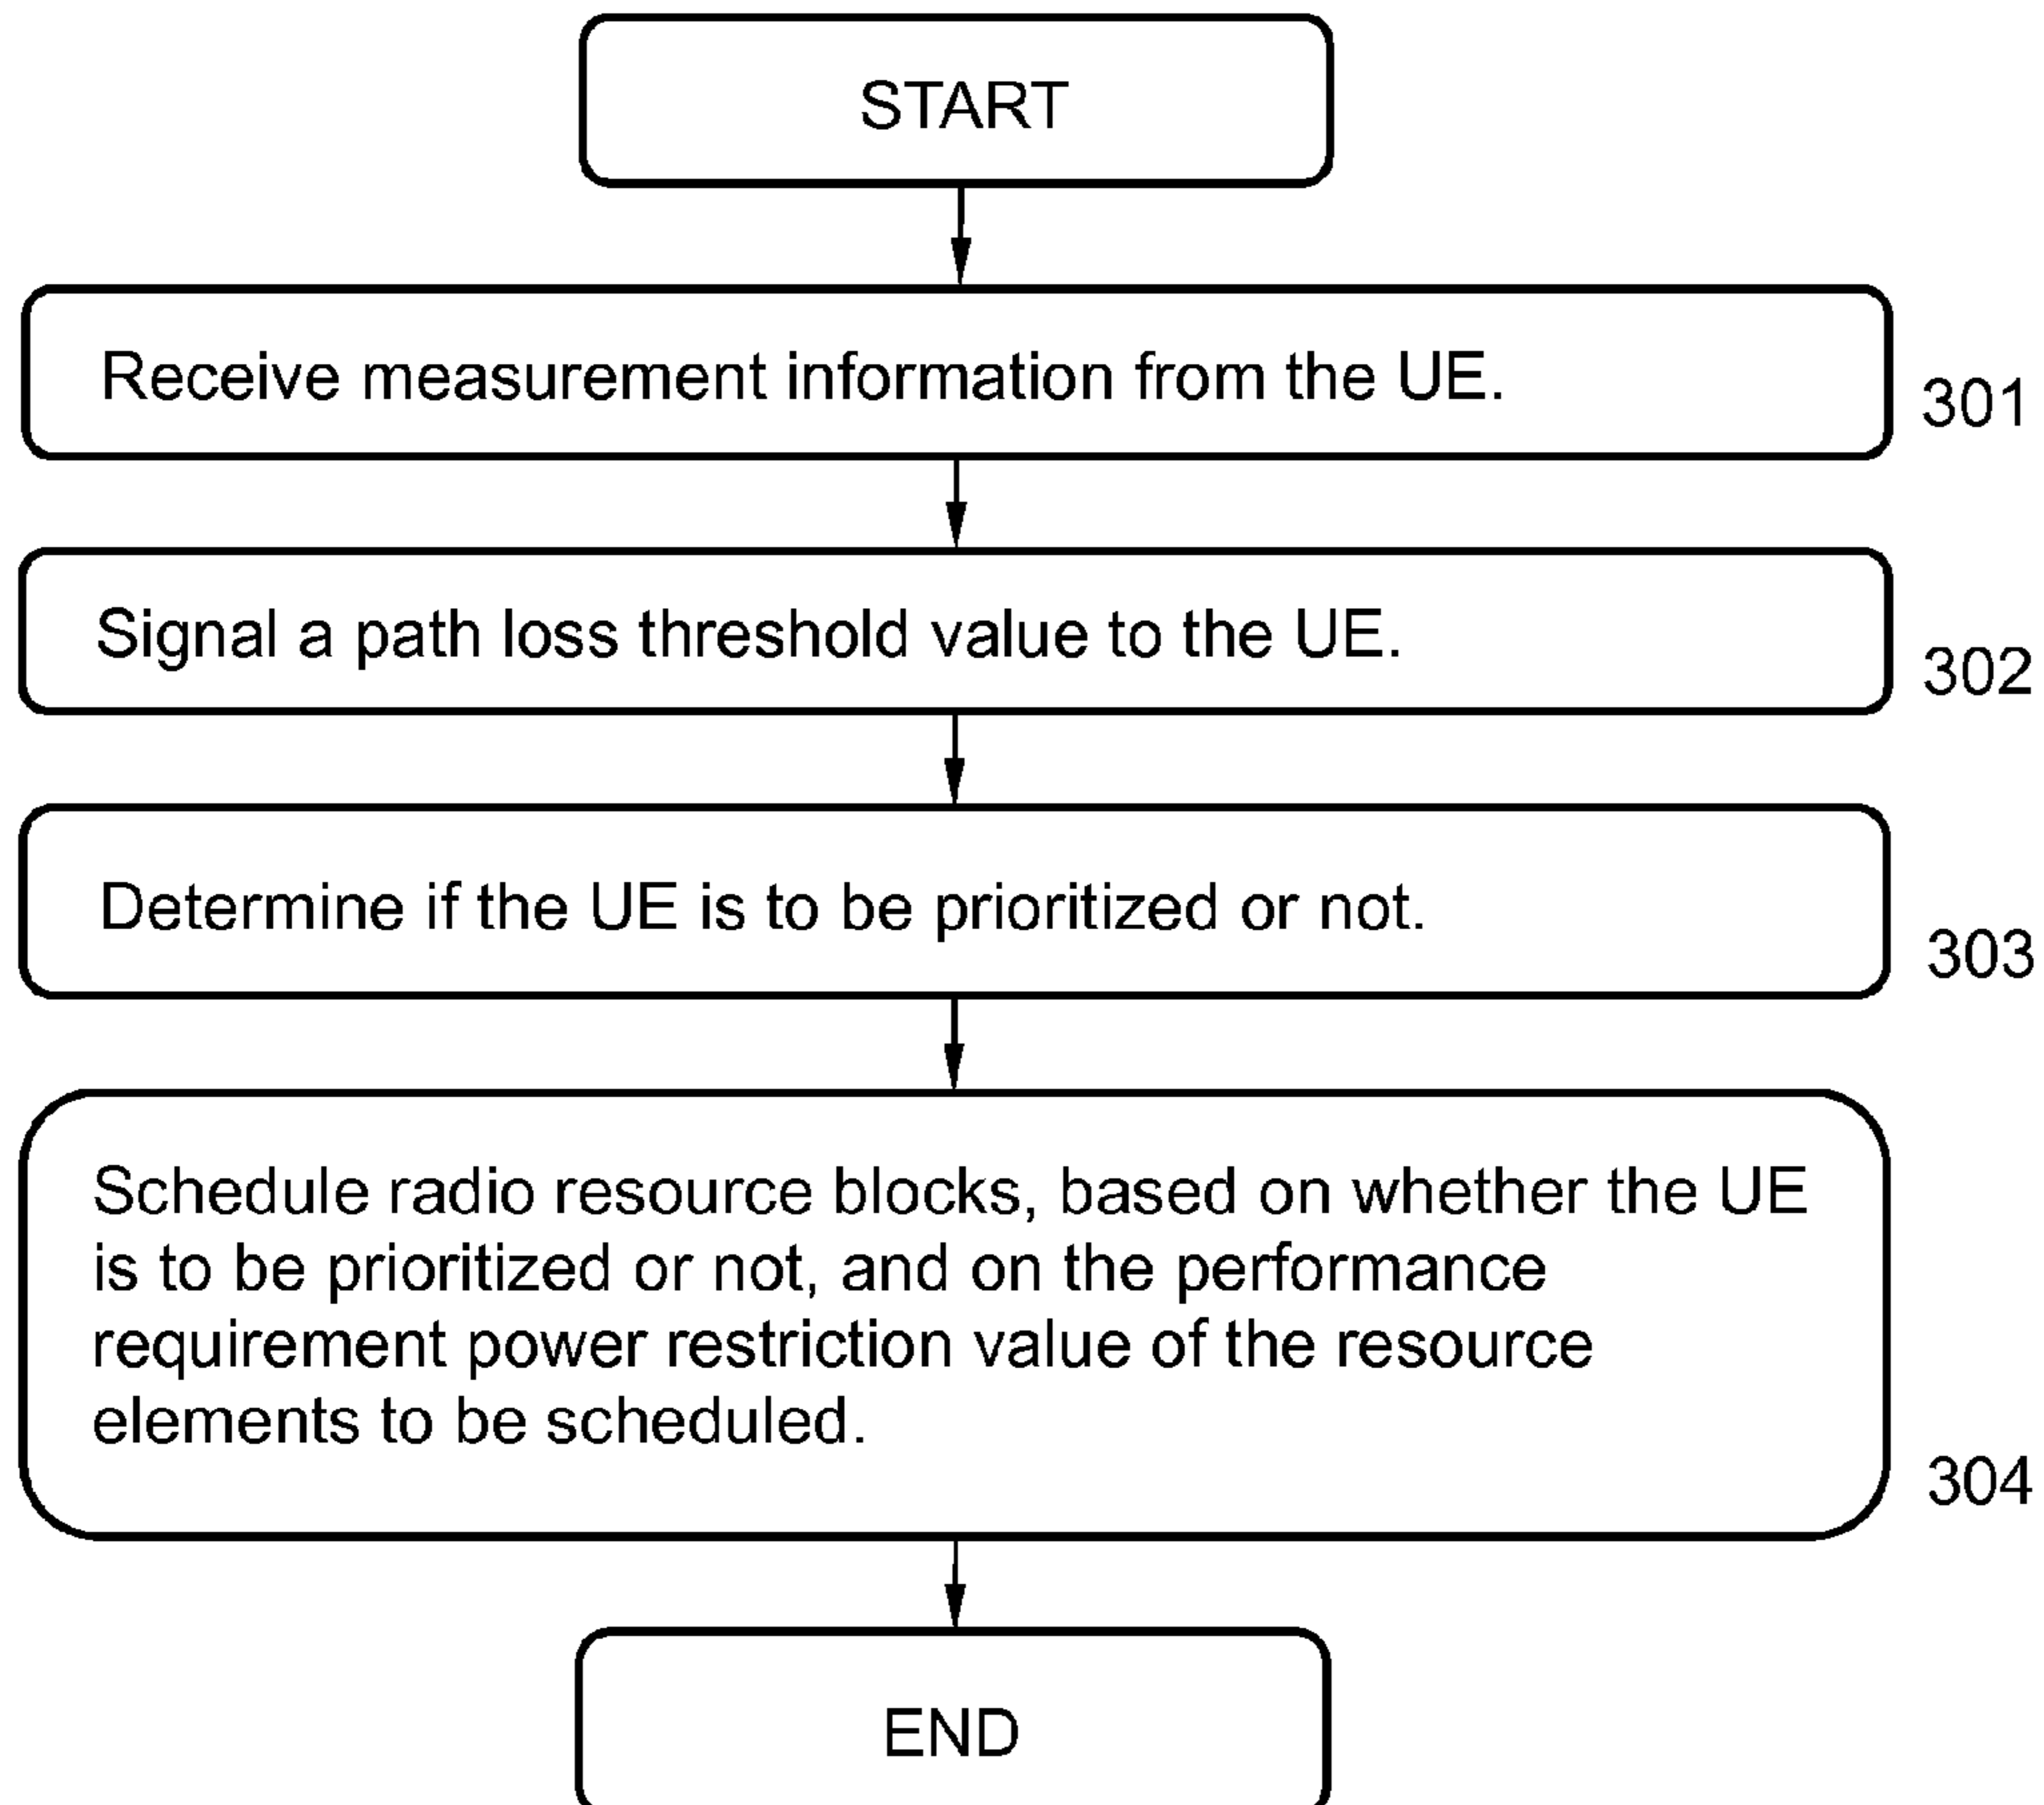 START
Receive measurement information from the UE.
301
Signal a path loss threshold value to the UE.
302
Determine if the UE is to be prioritized or not.
303
Schedule radio resource blocks, based on whether the UE
is to be prioritized or not, and on the performance
requirement power restriction value of the resource
elements to be scheduled.
304
END